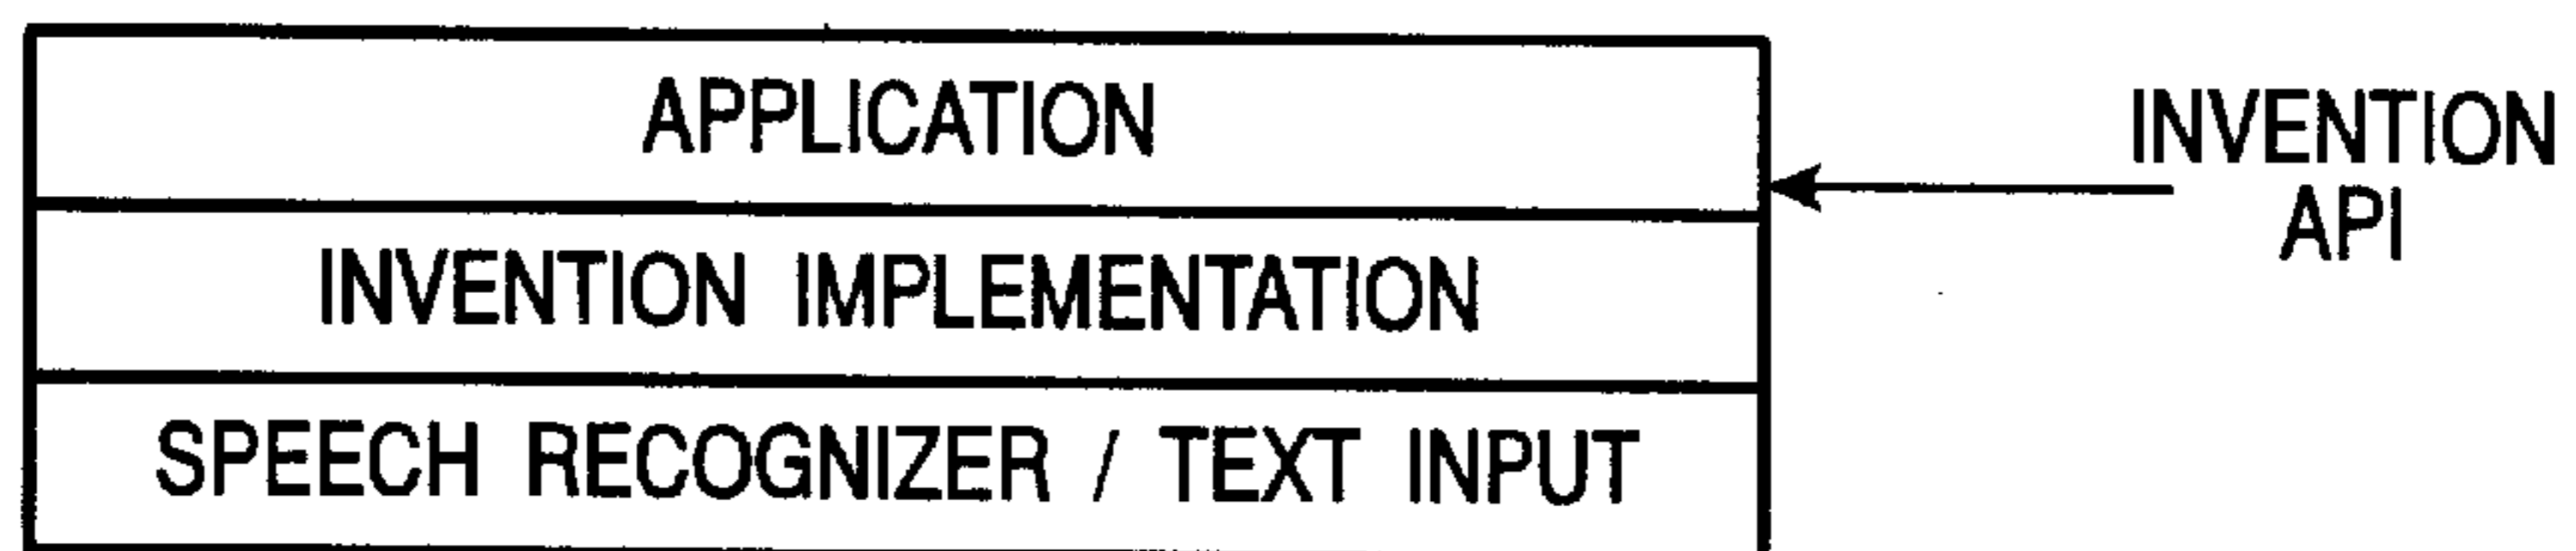 APPLICATION
INVENTION IMPLEMENTATION
SPEECH RECOGNIZER / TEXT INPUT
INVENTION
API